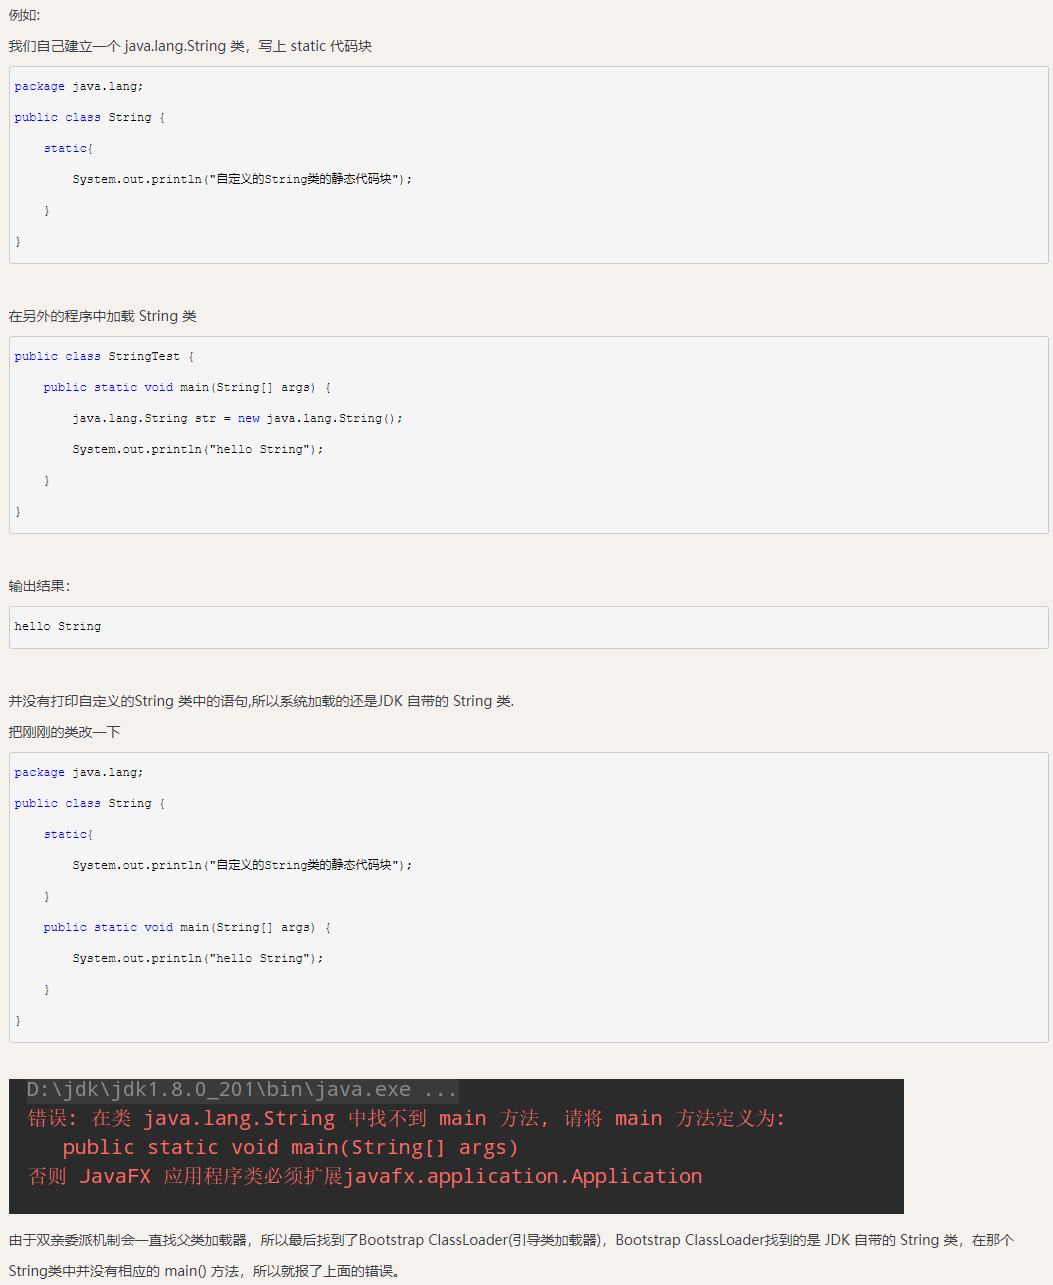 例如:
我们自己建立一个 java.lang.String 类，写上 static 代码块
package java.lang;
public class String {
    static{
        System.out.println("自定义的String类的静态代码块");
    }
}
在另外的程序中加载 String 类
public class StringTest {
    public static void main(String[] args) {
        java.lang.String str = new java.lang.String();
        System.out.println("hello String");
    }
}
输出结果：
hello String
并没有打印自定义的String 类中的语句,所以系统加载的还是JDK 自带的 String 类.
把刚刚的类改一下
package java.lang;
public class String {
    static{
        System.out.println("自定义的String类的静态代码块");
    }
    public static void main(String[] args) {
        System.out.println("hello String");
    }
}
D:\jdk\jdk1.8.0_201\bin\java.exe ...
错误: 在类 java.lang.String 中找不到 main 方法, 请将 main 方法定义为:
   public static void main(String[] args)
否则 JavaFX 应用程序类必须扩展javafx.application.Application
由于双亲委派机制会一直找父类加载器，所以最后找到了Bootstrap ClassLoader(引导类加载器)，Bootstrap ClassLoader找到的是 JDK 自带的 String 类，在那个
String类中并没有相应的 main() 方法，所以就报了上面的错误。